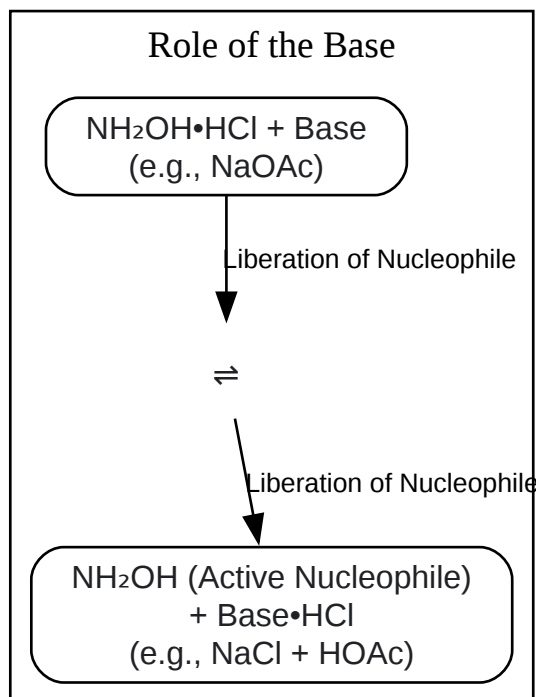 Role of the Base
NH₂OH•HCl + Base
(e.g., NaOAc)
Liberation of Nucleophile
⇌
Liberation of Nucleophile
NH₂OH (Active Nucleophile)
+ Base•HCl
(e.g., NaCl + HOAc)